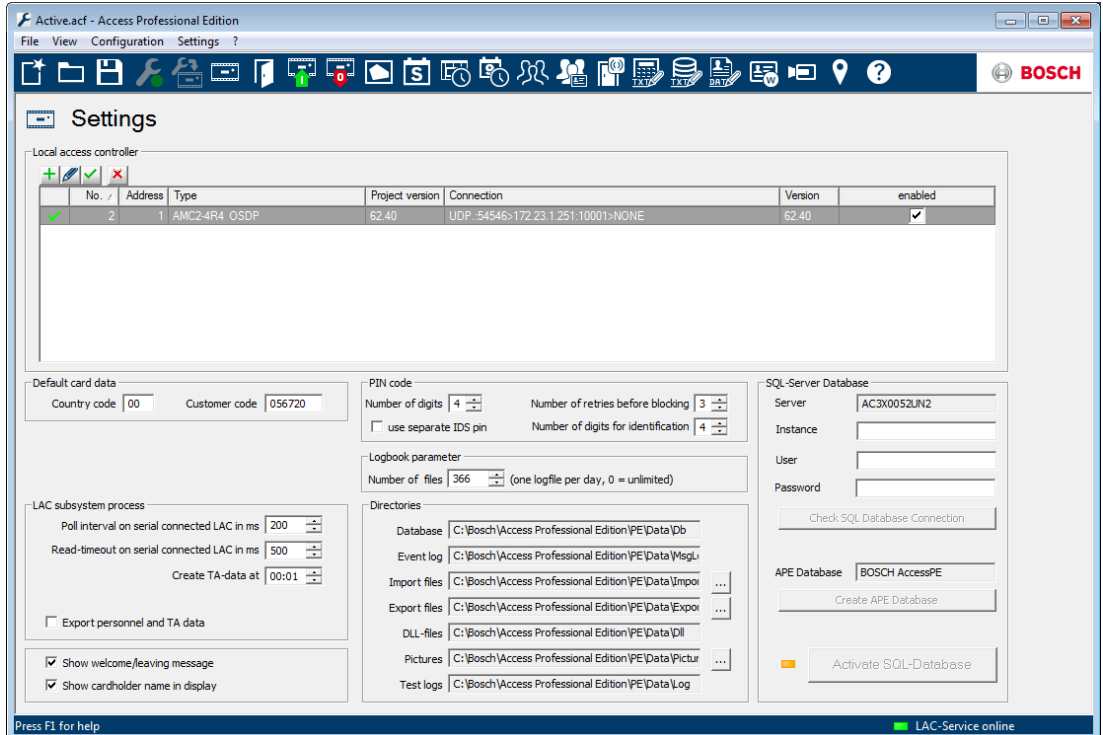 Active.acf - Access Professional Edition
File View Configuration Settings ?
BOSCH
Settings
Local access controller
No. Address Type Project version Connection Version enabled
2 1 AMC2-4R4 OSDP 62.40 UDP::54546>172.23.1.251:10001>NONE 62.40
Default card data
Country code 00 Customer code 056720
PIN code
Number of digits 4 Number of retries before blocking 3
use separate IDS pin Number of digits for identification 4
Logbook parameter
Number of files 366 (one logfile per day, 0 = unlimited)
SQL-Server Database
Server AC3X0052UN2
Instance
User
Password
Check SQL Database Connection
APE Database BOSCH AccessPE
Create APE Database
Activate SQL-Database
LAC subsystem process
Poll interval on serial connected LAC in ms 200
Read-timeout on serial connected LAC in ms 500
Create TA-data at 00:01
Export personnel and TA data
Show welcome/leaving message
Show cardholder name in display
Directories
Database C:\Bosch\Access Professional Edition\PE\Data\Db
Event log C:\Bosch\Access Professional Edition\PE\Data\MsgL
Import files C:\Bosch\Access Professional Edition\PE\Data\Impor ...
Export files C:\Bosch\Access Professional Edition\PE\Data\Expor ...
DLL-files C:\Bosch\Access Professional Edition\PE\Data\Dll
Pictures C:\Bosch\Access Professional Edition\PE\Data\Pictur ...
Test logs C:\Bosch\Access Professional Edition\PE\Data\Log
Press F1 for help LAC-Service online